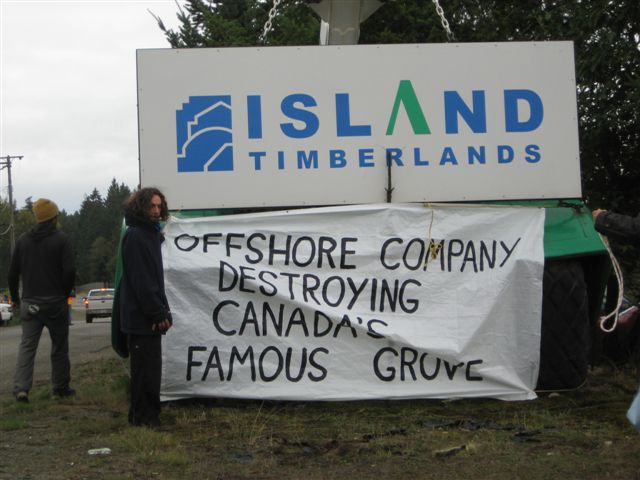 ISLAND
TIMBERLANDS
OFFSHORE COMPANY
DESTROYING
CANADA'S
FAMOUS GROVE